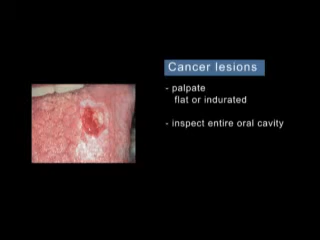 Cancer lesions
- palpate
flat or indurated
- inspect entire oral cavity